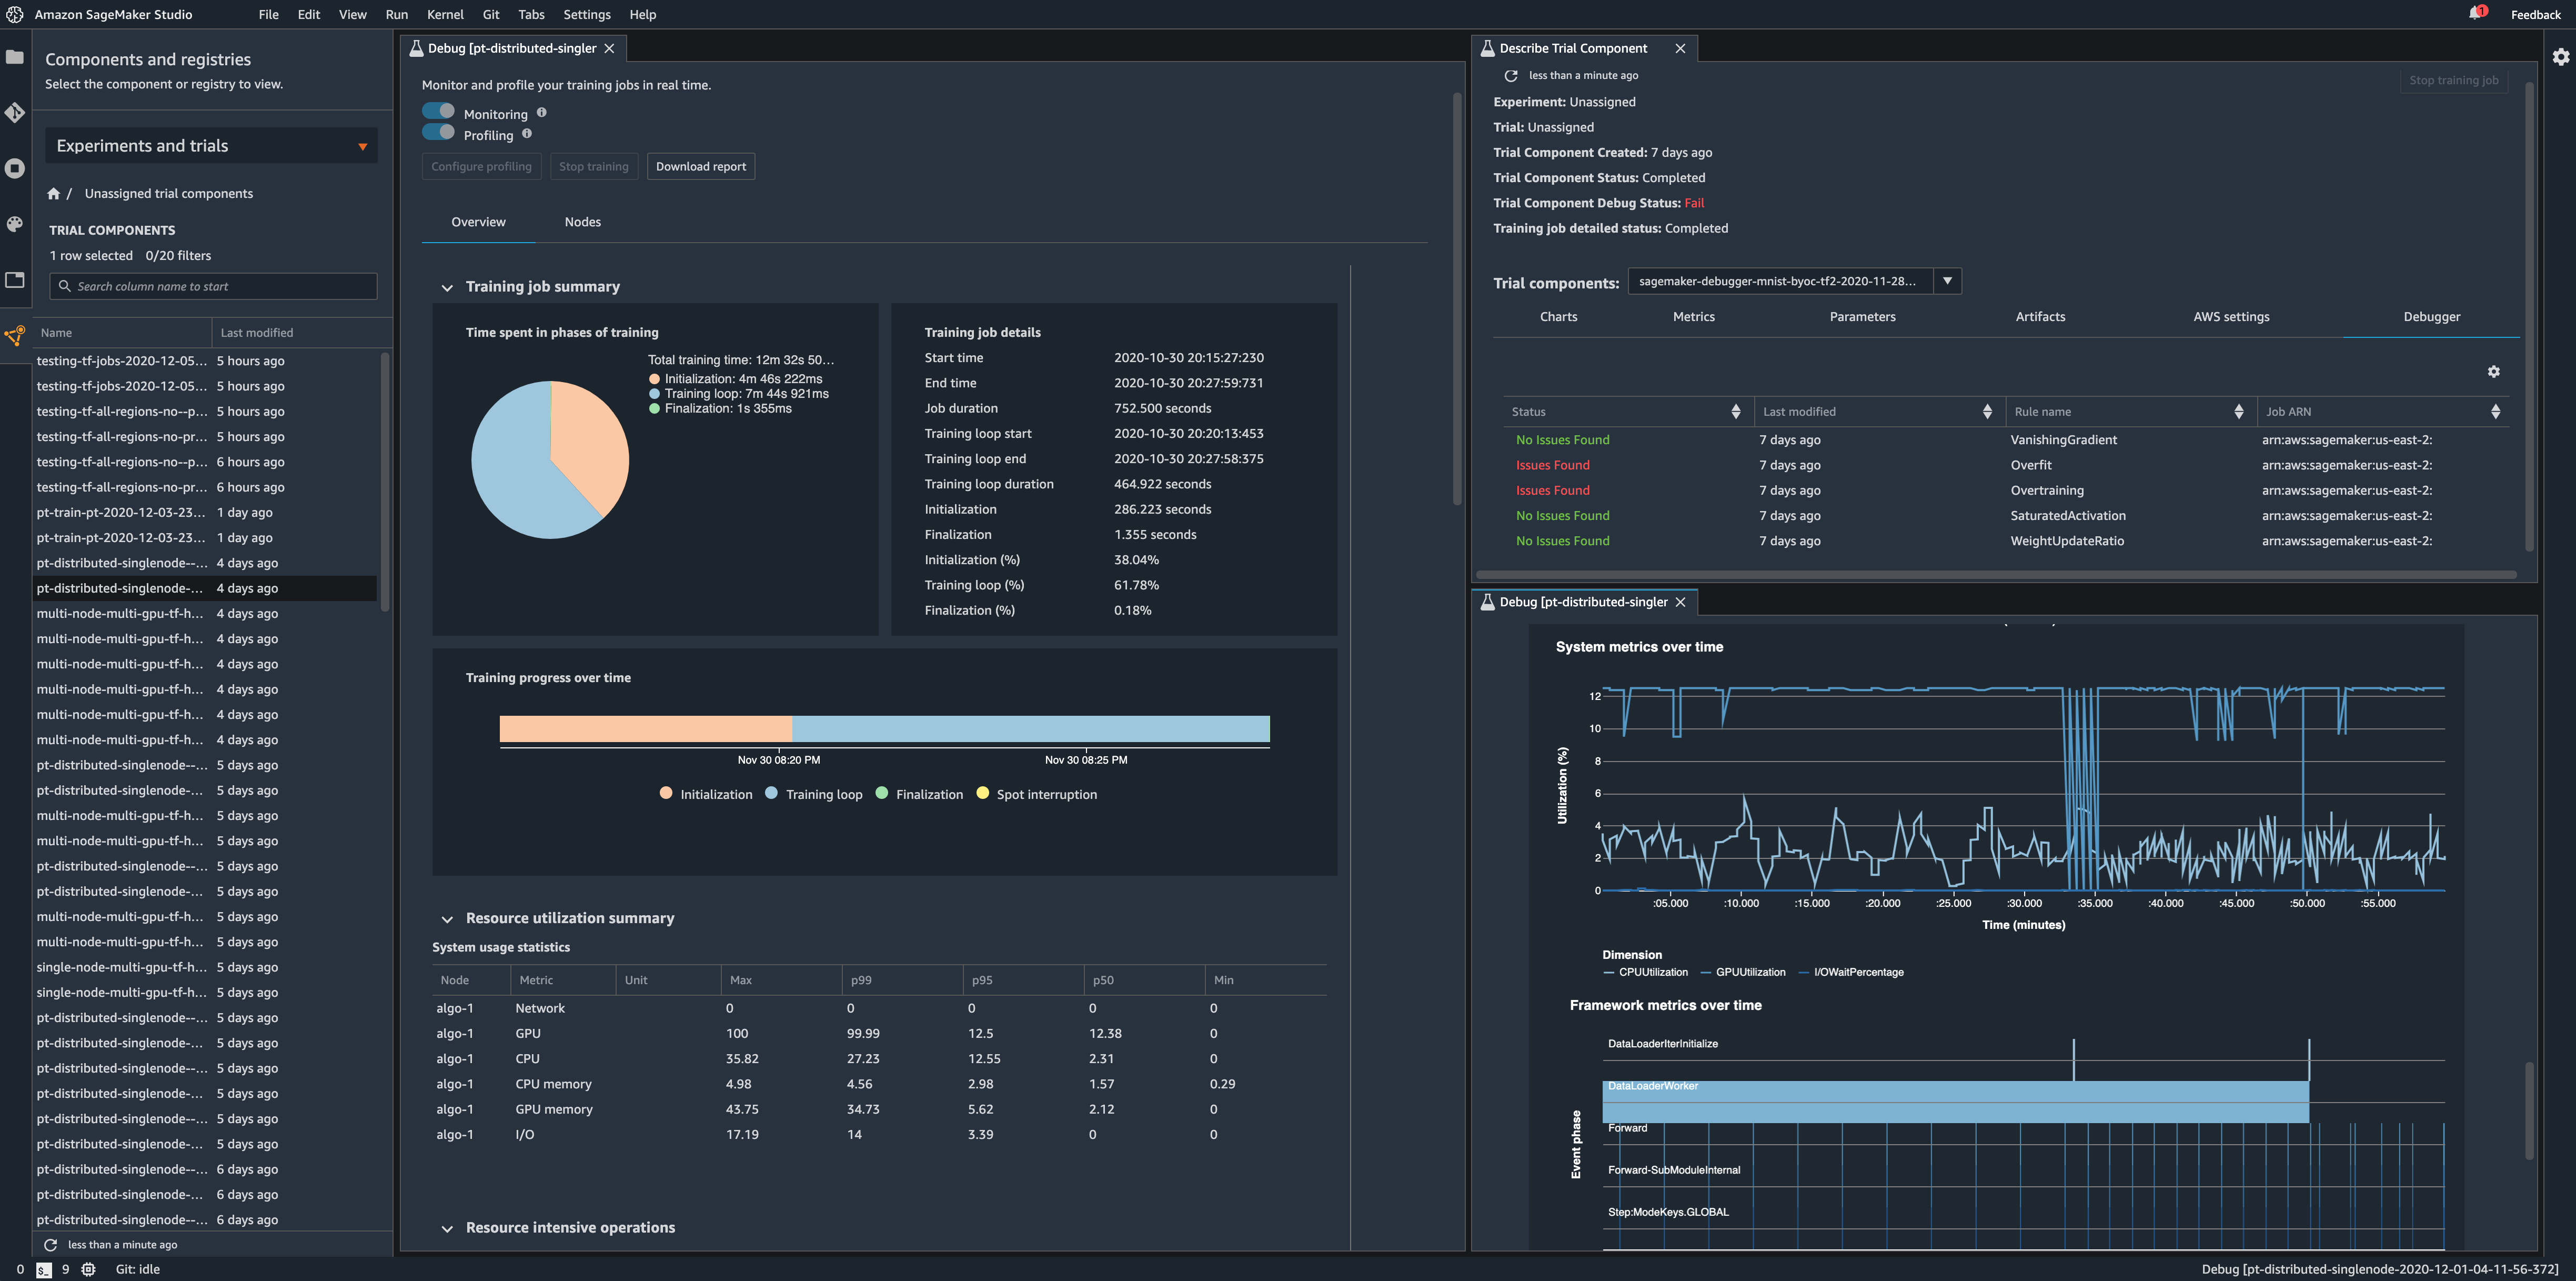 Amazon SageMaker Studio
File Edit View Run Kernel Git Tabs Settings Help
1 Feedback
Components and registries
Select the component or registry to view.
Experiments and trials
/ Unassigned trial components
TRIAL COMPONENTS
1 row selected 0/20 filters
Search column name to start
Name Last modified
testing-tf-jobs-2020-12-05... 5 hours ago
testing-tf-jobs-2020-12-05... 5 hours ago
testing-tf-all-regions-no--p... 5 hours ago
testing-tf-all-regions-no-pr... 5 hours ago
testing-tf-all-regions-no--p... 6 hours ago
testing-tf-all-regions-no-pr... 6 hours ago
pt-train-pt-2020-12-03-23... 1 day ago
pt-train-pt-2020-12-03-23... 1 day ago
pt-distributed-singlenode--... 4 days ago
pt-distributed-singlenode-... 4 days ago
multi-node-multi-gpu-tf-h... 4 days ago
multi-node-multi-gpu-tf-h... 4 days ago
multi-node-multi-gpu-tf-h... 4 days ago
multi-node-multi-gpu-tf-h... 4 days ago
multi-node-multi-gpu-tf-h... 4 days ago
multi-node-multi-gpu-tf-h... 4 days ago
pt-distributed-singlenode--... 5 days ago
pt-distributed-singlenode-... 5 days ago
multi-node-multi-gpu-tf-h... 5 days ago
multi-node-multi-gpu-tf-h... 5 days ago
pt-distributed-singlenode--... 5 days ago
pt-distributed-singlenode-... 5 days ago
multi-node-multi-gpu-tf-h... 5 days ago
multi-node-multi-gpu-tf-h... 5 days ago
single-node-multi-gpu-tf-h... 5 days ago
single-node-multi-gpu-tf-h... 5 days ago
pt-distributed-singlenode--... 5 days ago
pt-distributed-singlenode-... 5 days ago
pt-distributed-singlenode--... 5 days ago
pt-distributed-singlenode-... 5 days ago
pt-distributed-singlenode--... 5 days ago
pt-distributed-singlenode-... 5 days ago
pt-distributed-singlenode--... 6 days ago
pt-distributed-singlenode-... 6 days ago
pt-distributed-singlenode--... 6 days ago
less than a minute ago
Debug [pt-distributed-singler
Monitor and profile your training jobs in real time.
Monitoring
Profiling
Configure profiling Stop training Download report
Overview Nodes
Training job summary
Time spent in phases of training
Total training time: 12m 32s 50...
Initialization: 4m 46s 222ms
Training loop: 7m 44s 921ms
Finalization: 1s 355ms
Training job details
Start time 2020-10-30 20:15:27:230
End time 2020-10-30 20:27:59:731
Job duration 752.500 seconds
Training loop start 2020-10-30 20:20:13:453
Training loop end 2020-10-30 20:27:58:375
Training loop duration 464.922 seconds
Initialization 286.223 seconds
Finalization 1.355 seconds
Initialization (%) 38.04%
Training loop (%) 61.78%
Finalization (%) 0.18%
Training progress over time
Nov 30 08:20 PM Nov 30 08:25 PM
Initialization Training loop Finalization Spot interruption
Resource utilization summary
System usage statistics
Node Metric Unit Max p99 p95 p50 Min
algo-1 Network 0 0 0 0 0
algo-1 GPU 100 99.99 12.5 12.38 0
algo-1 CPU 35.82 27.23 12.55 2.31 0
algo-1 CPU memory 4.98 4.56 2.98 1.57 0.29
algo-1 GPU memory 43.75 34.73 5.62 2.12 0
algo-1 I/O 17.19 14 3.39 0 0
Resource intensive operations
Describe Trial Component
less than a minute ago
Stop training job
Experiment: Unassigned
Trial: Unassigned
Trial Component Created: 7 days ago
Trial Component Status: Completed
Trial Component Debug Status: Fail
Training job detailed status: Completed
Trial components: sagemaker-debugger-mnist-byoc-tf2-2020-11-28...
Charts Metrics Parameters Artifacts AWS settings Debugger
Status Last modified Rule name Job ARN
No Issues Found 7 days ago VanishingGradient arn:aws:sagemaker:us-east-2:
Issues Found 7 days ago Overfit arn:aws:sagemaker:us-east-2:
Issues Found 7 days ago Overtraining arn:aws:sagemaker:us-east-2:
No Issues Found 7 days ago SaturatedActivation arn:aws:sagemaker:us-east-2:
No Issues Found 7 days ago WeightUpdateRatio arn:aws:sagemaker:us-east-2:
Debug [pt-distributed-singler
System metrics over time
Utilization (%)
12
10
8
6
4
2
0
:05.000 :10.000 :15.000 :20.000 :25.000 :30.000 :35.000 :40.000 :45.000 :50.000 :55.000
Time (minutes)
Dimension
CPUUtilization GPUUtilization I/OWaitPercentage
Framework metrics over time
Event phase
DataLoaderIterInitialize
DataLoaderWorker
Forward
Forward-SubModuleInternal
Step:ModeKeys.GLOBAL
0 $_ 9 Git: idle
Debug [pt-distributed-singlenode-2020-12-01-04-11-56-372]